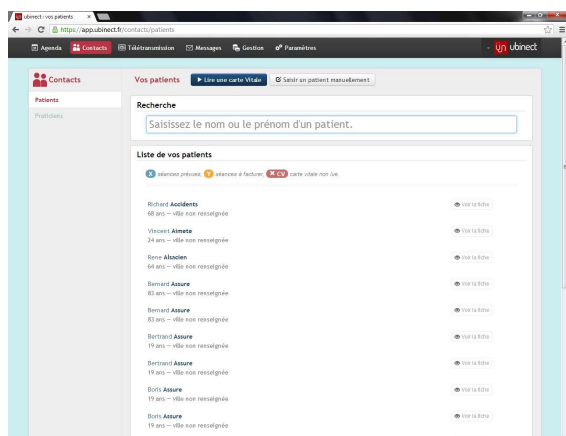 ubinect : vos patients
https://app.ubinect.fr/contacts/patients
Agenda Contacts Télétransmission Messages Gestion Paramètres ubinect
Contacts
Patients
Praticiens
Vos patients Lire une carte Vitale Saisir un patient manuellement
Recherche
Saisissez le nom ou le prénom d'un patient.
Liste de vos patients
X séances prévues, Y séances à facturer, CV carte vitale non lue.
Richard Accidents Voir la fiche
68 ans — ville non renseignée
Vincent Aimete Voir la fiche
24 ans — ville non renseignée
Rene Alsacien Voir la fiche
64 ans — ville non renseignée
Bernard Assure Voir la fiche
83 ans — ville non renseignée
Bernard Assure Voir la fiche
83 ans — ville non renseignée
Bertrand Assure Voir la fiche
19 ans — ville non renseignée
Bertrand Assure Voir la fiche
19 ans — ville non renseignée
Boris Assure Voir la fiche
19 ans — ville non renseignée
Boris Assure Voir la fiche
19 ans — ville non renseignée